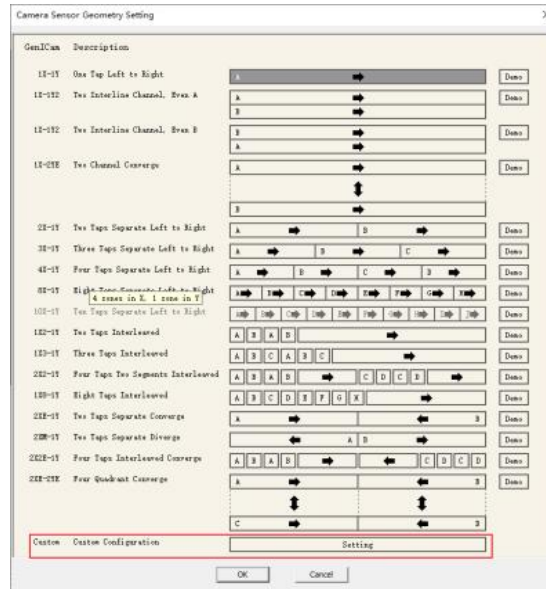 Camera Sensor Geometry Setting
GenICam Description
1X-1Y One Tap Left to Right A Demo
1X-1Y2 Two Interline Channel, Even A A Demo
B
1X-1Y2 Two Interline Channel, Even B B Demo
A
1X-2YE Two Channel Converge A Demo
B
2X-1Y Two Taps Separate Left to Right A B Demo
3X-1Y Three Taps Separate Left to Right A B C Demo
4X-1Y Four Taps Separate Left to Right A B C D Demo
8X-1Y Eight Taps Separate Left to Right A B C D E F G H Demo
4 zones in X, 1 zone in Y
10X-1Y Ten Taps Separate Left to Right Demo
1X2-1Y Two Taps Interleaved A B A B Demo
1X3-1Y Three Taps Interleaved A B C A B C Demo
2X2-1Y Four Taps Two Segments Interleaved A B A B C D C D Demo
1X8-1Y Eight Taps Interleaved A B C D E F G H Demo
2XE-1Y Two Taps Separate Converge A B Demo
2XM-1Y Two Taps Separate Diverge A B Demo
2X2E-1Y Four Taps Interleaved Converge A B A B C D C D Demo
2XE-2YE Four Quadrant Converge A B Demo
C D
Custom Custom Configuration Setting
OK Cancel